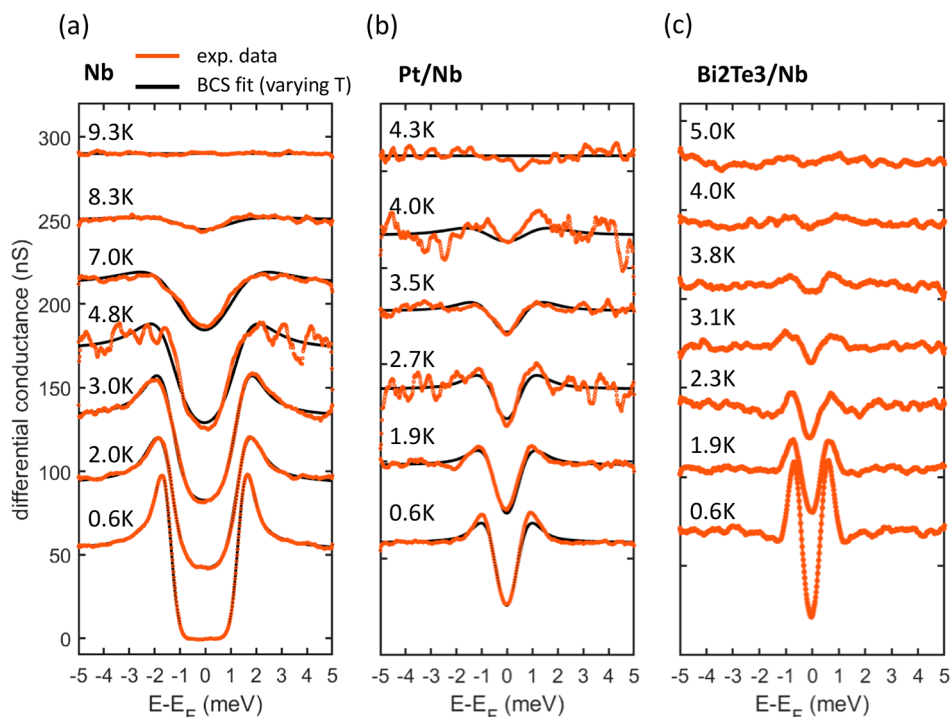 (a)
Nb
exp. data
BCS fit (varying T)
(b)
Pt/Nb
(c)
Bi2Te3/Nb
differential conductance (nS)
300
250
200
150
100
50
0
9.3K
8.3K
7.0K
4.8K
3.0K
2.0K
0.6K
-5 -4 -3 -2 -1 0 1 2 3 4 5
E-E_F (meV)
4.3K
4.0K
3.5K
2.7K
1.9K
0.6K
-5 -4 -3 -2 -1 0 1 2 3 4 5
E-E_F (meV)
5.0K
4.0K
3.8K
3.1K
2.3K
1.9K
0.6K
-5 -4 -3 -2 -1 0 1 2 3 4 5
E-E_F (meV)